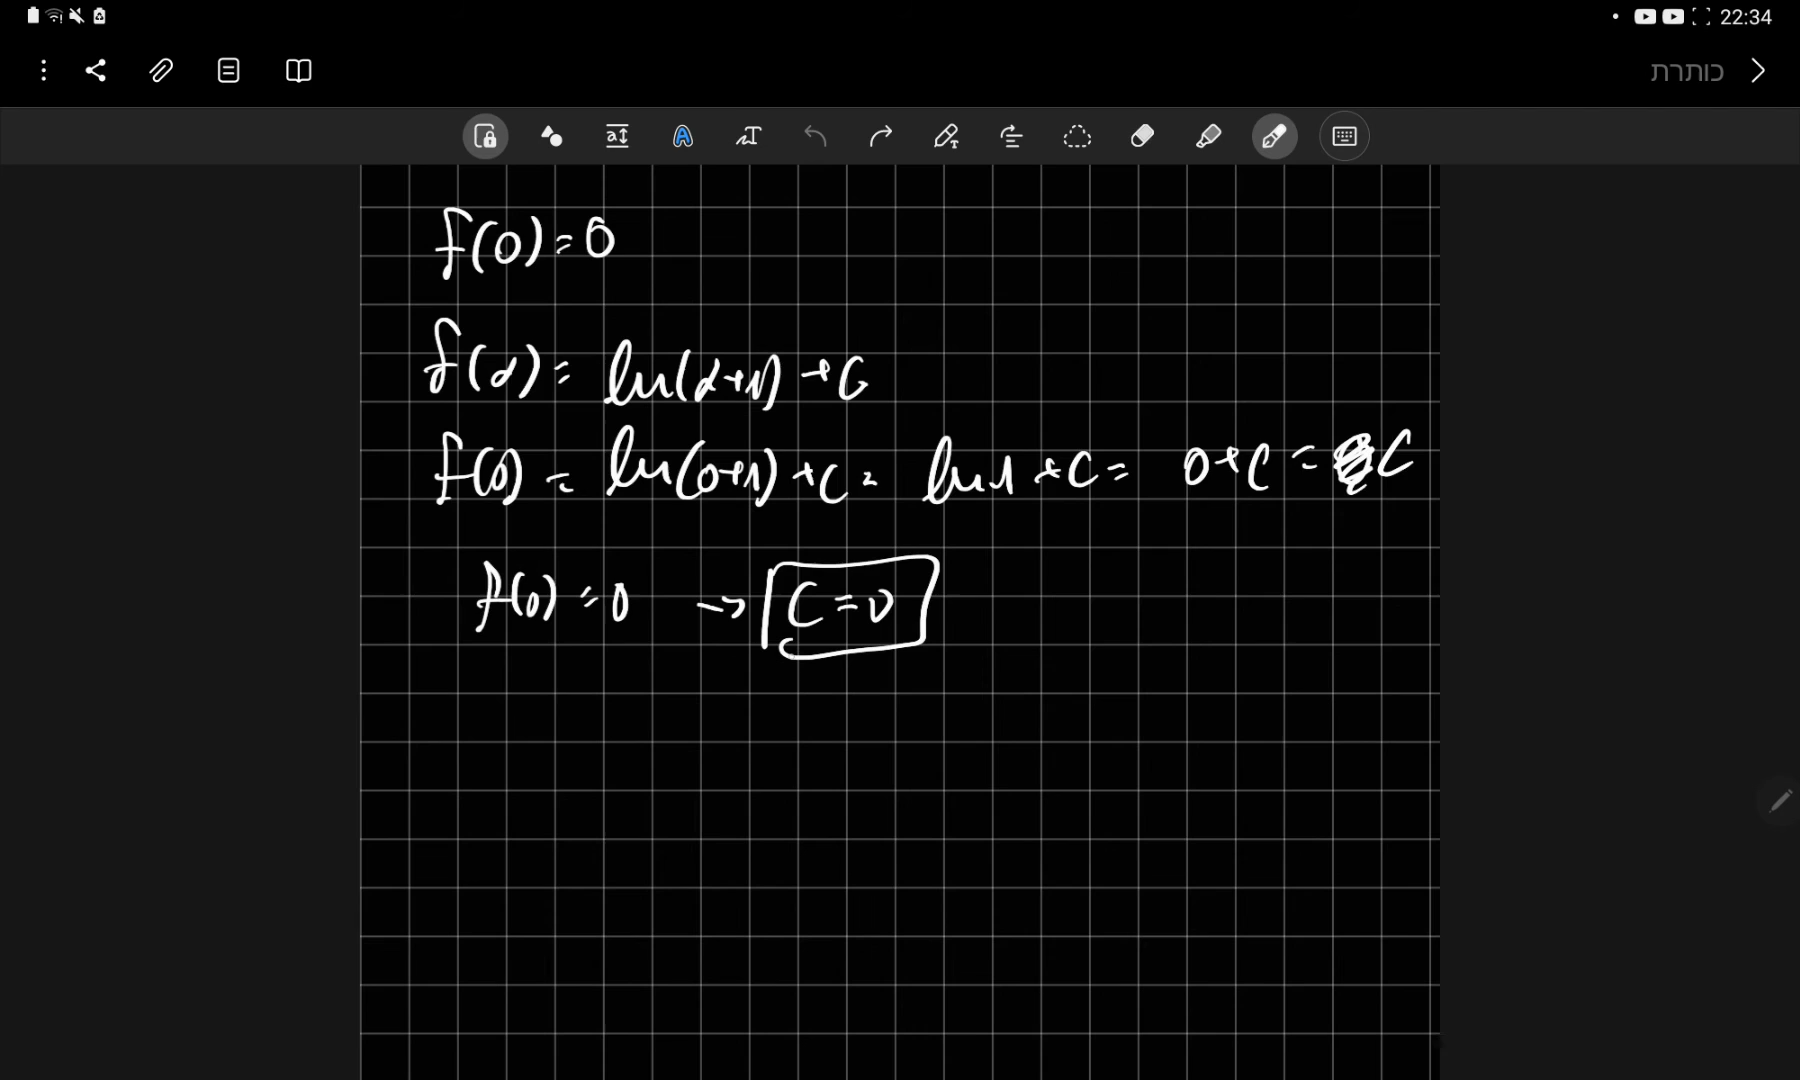 22:34
כותרת
f(0)=0
f(α)= ln(α+1)+C
f(0) = ln(0+1)+C= ln1+C= 0+C= C
f(0)=0 → C=0